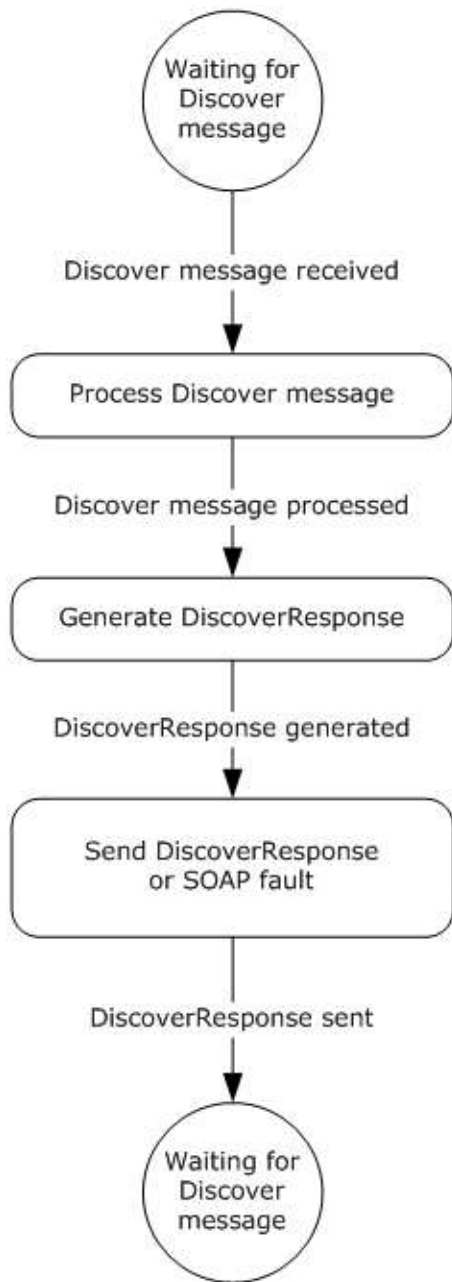 Waiting for
Discover
message
Discover message received
Process Discover message
Discover message processed
Generate DiscoverResponse
DiscoverResponse generated
Send DiscoverResponse
or SOAP fault
DiscoverResponse sent
Waiting for
Discover
message